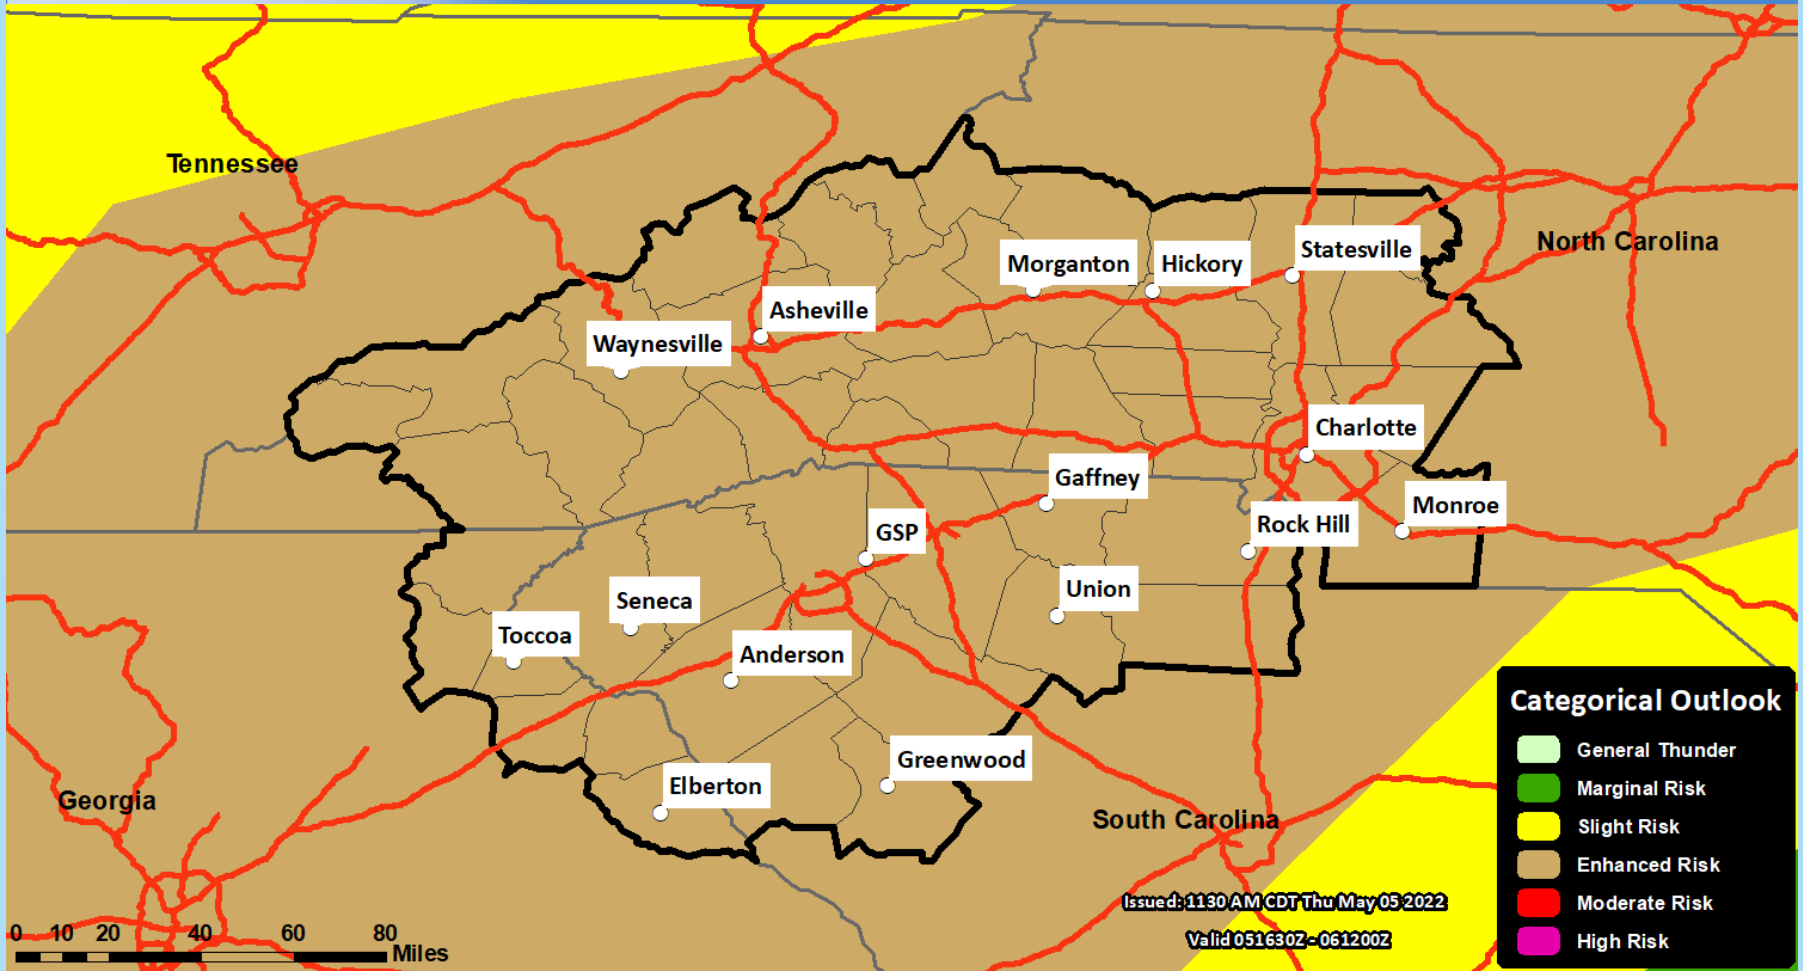 Tennessee
North Carolina
Statesville
Morganton
Hickory
Asheville
Waynesville
Charlotte
Gaffney
Monroe
Rock Hill
GSP
Union
Seneca
Toccoa
Anderson
Greenwood
Elberton
Georgia
South Carolina
Categorical Outlook
General Thunder
Marginal Risk
Slight Risk
Enhanced Risk
Moderate Risk
High Risk
Issued: 1130 AM CDT Thu May 05 2022
Valid 051630Z - 061200Z
0 10 20 40 60 80
Miles